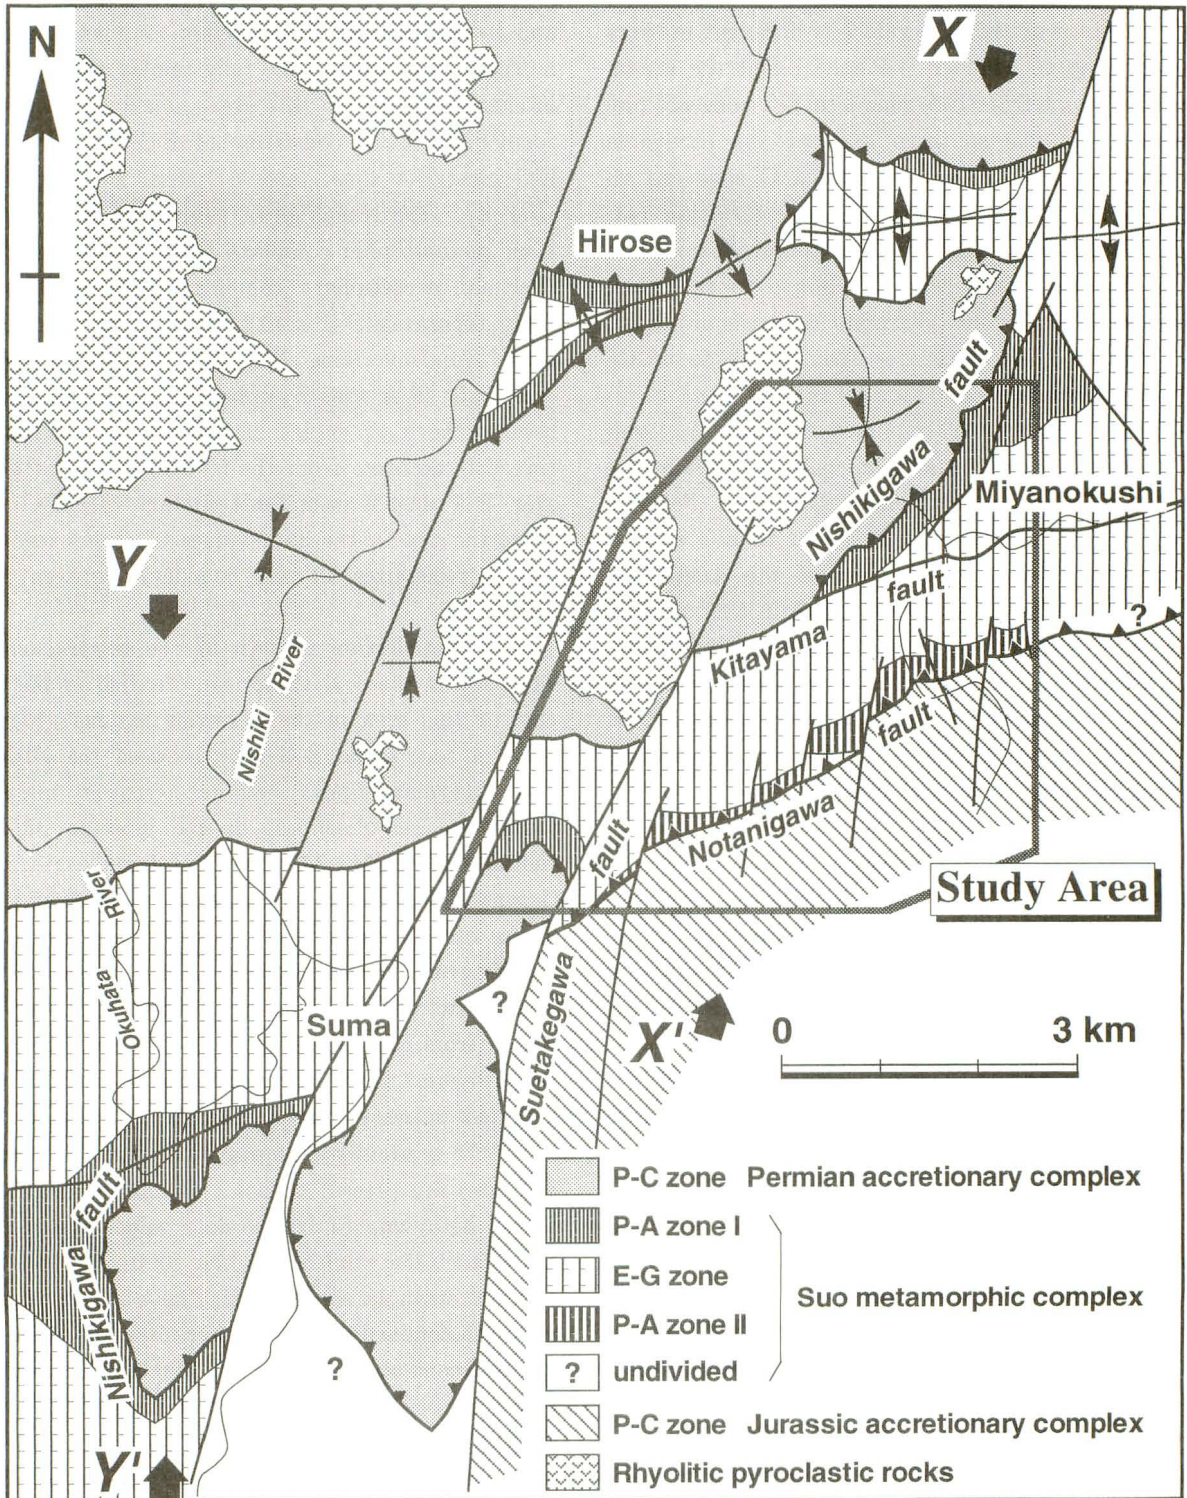 N
X
Hirose
fault
Nishikigawa
Miyanokushi
Y
fault
Kitayama
?
Nishiki River
fault
Notanigawa
fault
Study Area
Okuhata River
Suma
?
Suetakegawa
X'
0 3 km
fault
Nishikigawa
?
Y'
P-C zone Permian accretionary complex
P-A zone I
E-G zone
Suo metamorphic complex
P-A zone II
? undivided
P-C zone Jurassic accretionary complex
Rhyolitic pyroclastic rocks